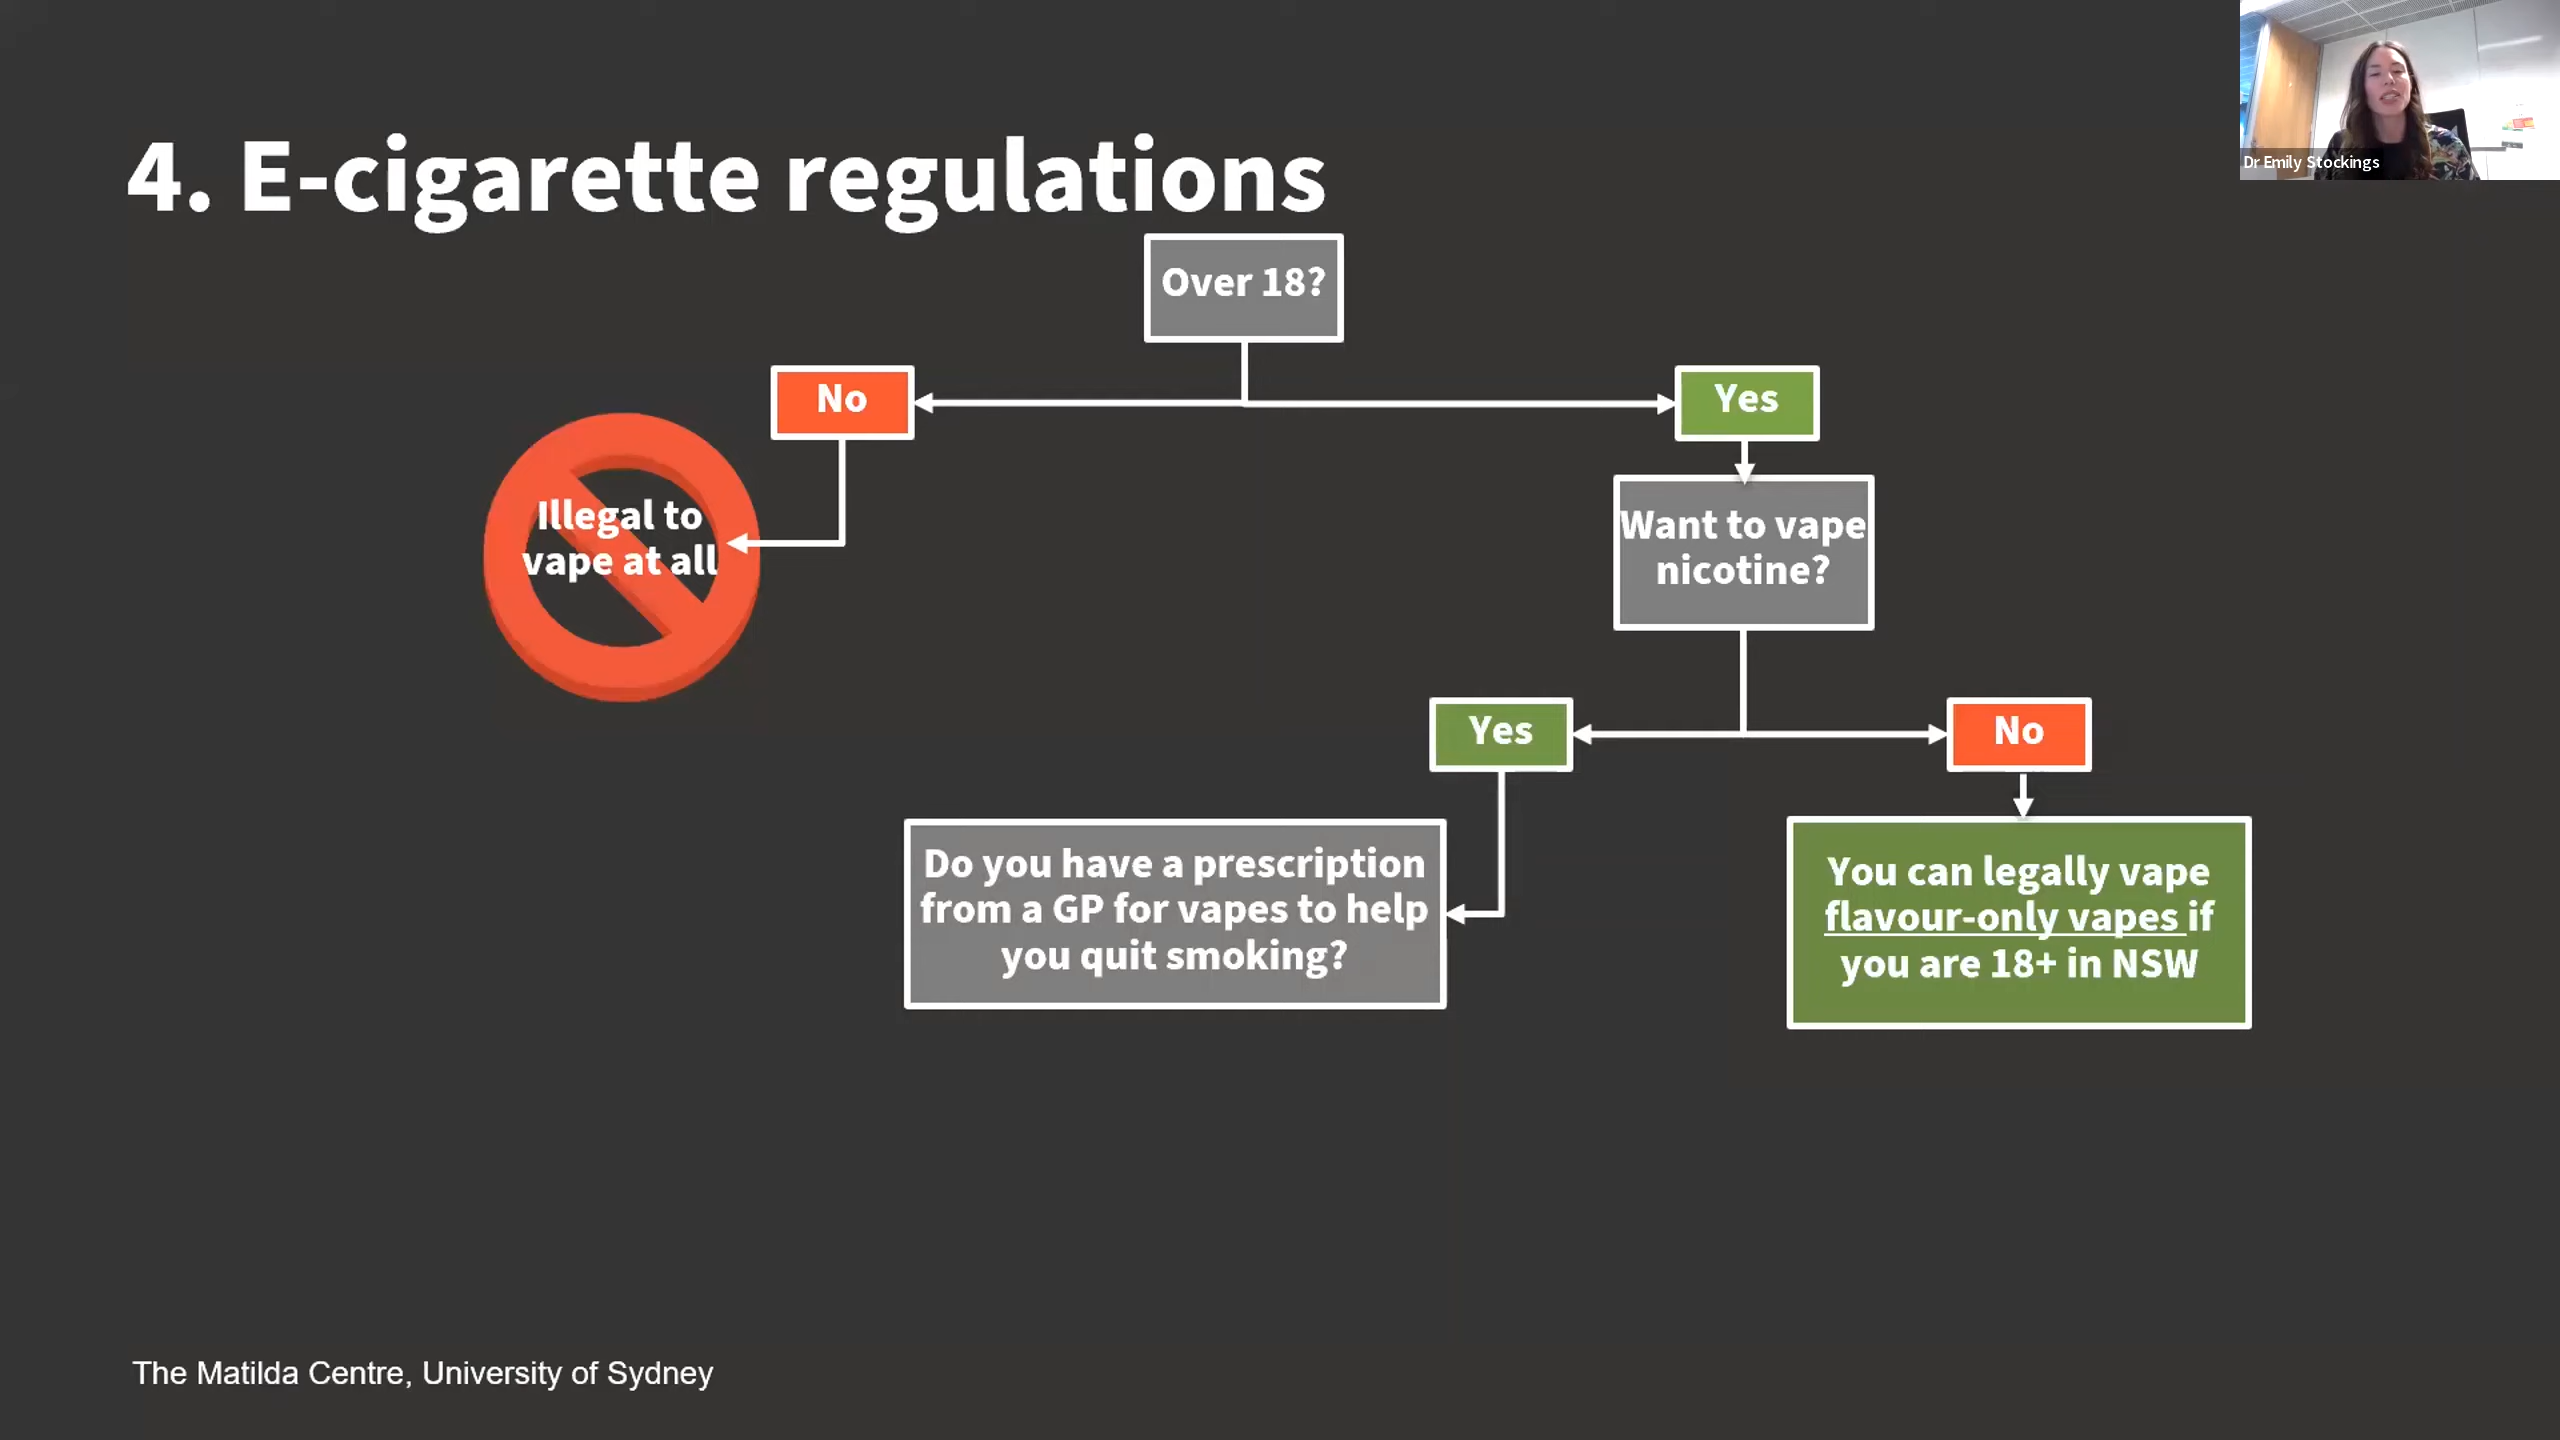 Dr Emily Stockings
4. E-cigarette regulations
Over 18?
No
Yes
Illegal to
vape at all
Want to vape
nicotine?
Yes
No
Do you have a prescription
from a GP for vapes to help
you quit smoking?
You can legally vape
flavour-only vapes if
you are 18+ in NSW
The Matilda Centre, University of Sydney